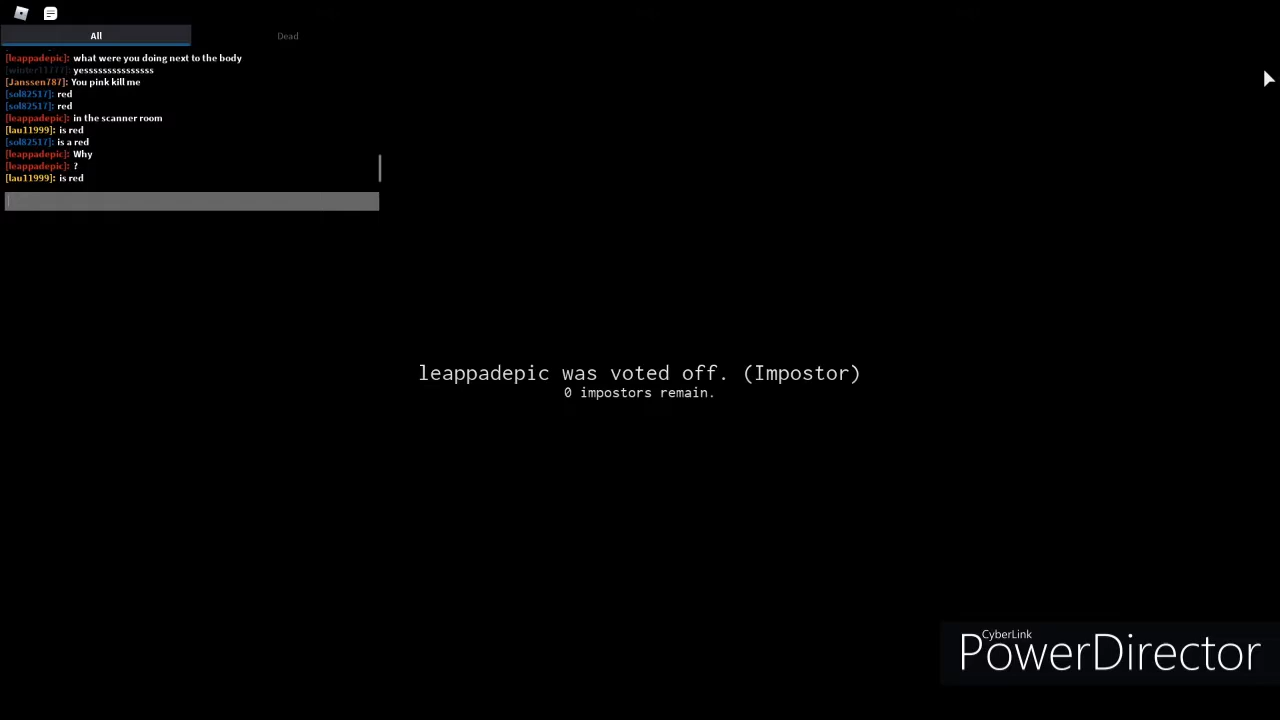 All
Dead
[leappadepic]: what were you doing next to the body
[winter11777]: yesssssssssssssss
[Janssen787]: You pink kill me
[sol82517]: red
[sol82517]: red
[leappadepic]: in the scanner room
[lau11999]: is red
[sol82517]: is a red
[leappadepic]: Why
[leappadepic]: ?
[lau11999]: is red
leappadepic was voted off. (Impostor)
0 impostors remain.
CyberLink
PowerDirector